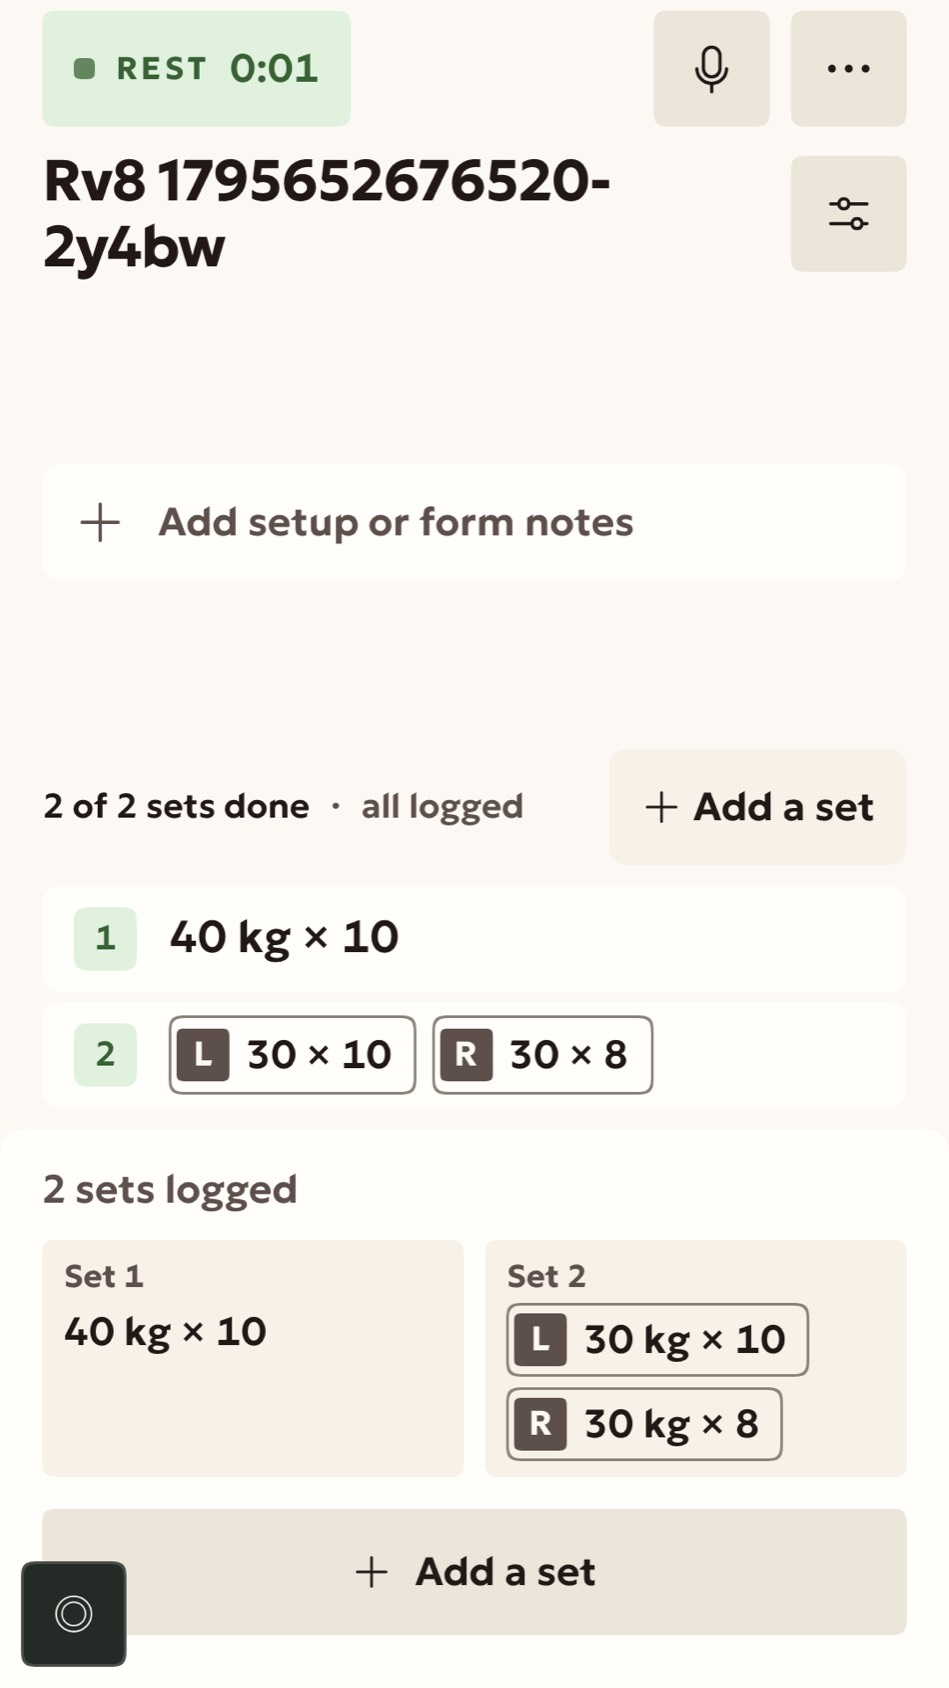 REST 0:01
Rv8 1795652676520-
2y4bw
Add setup or form notes
2 of 2 sets done · all logged
+ Add a set
1 40 kg × 10
2 L 30 × 10 R 30 × 8
2 sets logged
Set 1
40 kg × 10
Set 2
L 30 kg × 10
R 30 kg × 8
+ Add a set